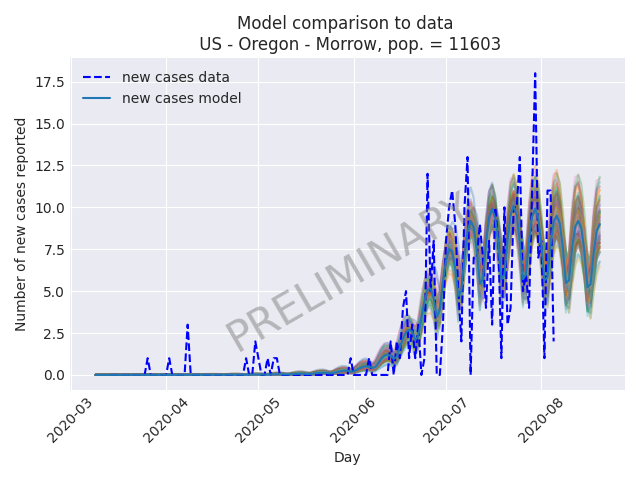 Model comparison to data
US - Oregon - Morrow, pop. = 11603
new cases data
new cases model
PRELIMINARY
Number of new cases reported
17.5
15.0
12.5
10.0
7.5
5.0
2.5
0.0
2020-03
2020-04
2020-05
2020-06
2020-07
2020-08
Day